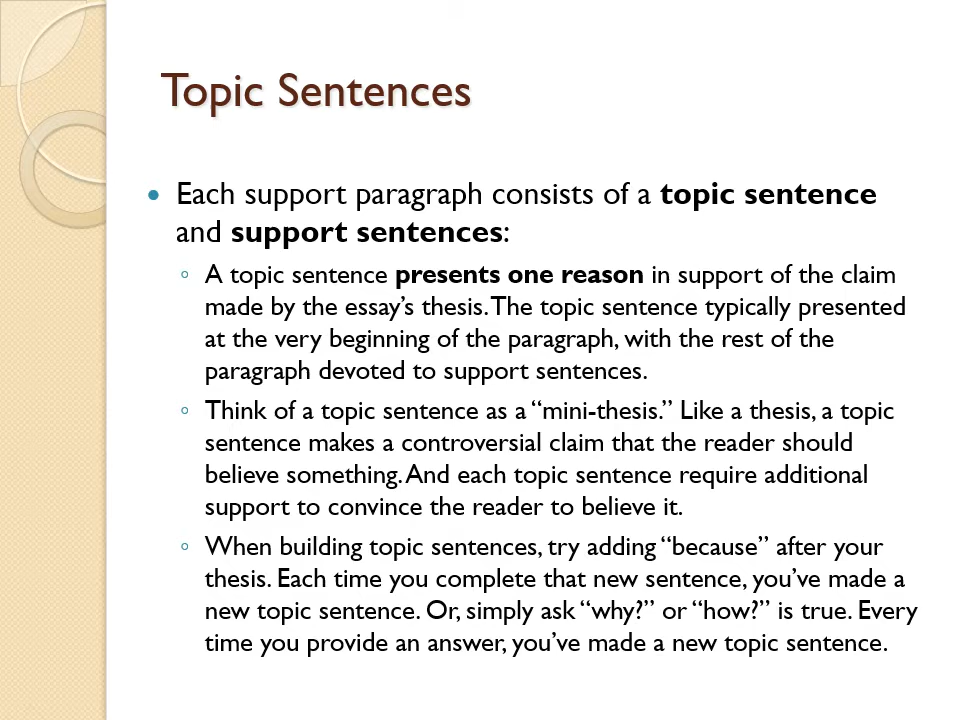 Topic Sentences
• Each support paragraph consists of a topic sentence
and support sentences:
◦ A topic sentence presents one reason in support of the claim
made by the essay’s thesis. The topic sentence typically presented
at the very beginning of the paragraph, with the rest of the
paragraph devoted to support sentences.
◦ Think of a topic sentence as a “mini-thesis.” Like a thesis, a topic
sentence makes a controversial claim that the reader should
believe something. And each topic sentence require additional
support to convince the reader to believe it.
◦ When building topic sentences, try adding “because” after your
thesis. Each time you complete that new sentence, you’ve made a
new topic sentence. Or, simply ask “why?” or “how?” is true. Every
time you provide an answer, you’ve made a new topic sentence.